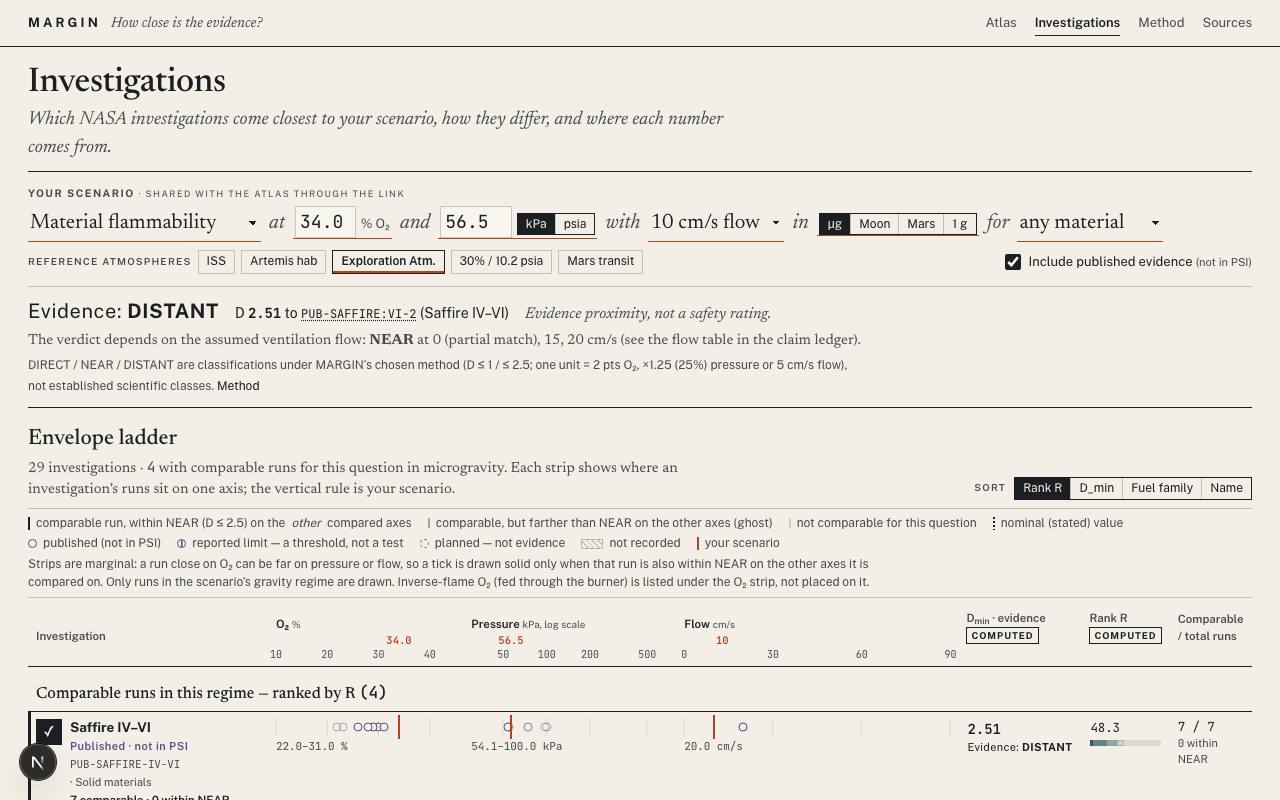 MARGIN How close is the evidence?
Atlas Investigations Method Sources
Investigations
Which NASA investigations come closest to your scenario, how they differ, and where each number
comes from.
YOUR SCENARIO · SHARED WITH THE ATLAS THROUGH THE LINK
Material flammability at 34.0 % O₂ and 56.5 kPa psia with 10 cm/s flow in µg Moon Mars 1 g for any material
REFERENCE ATMOSPHERES ISS Artemis hab Exploration Atm. 30% / 10.2 psia Mars transit Include published evidence (not in PSI)
Evidence: DISTANT D 2.51 to PUB-SAFFIRE:VI-2 (Saffire IV–VI) Evidence proximity, not a safety rating.
The verdict depends on the assumed ventilation flow: NEAR at 0 (partial match), 15, 20 cm/s (see the flow table in the claim ledger).
DIRECT / NEAR / DISTANT are classifications under MARGIN's chosen method (D ≤ 1 / ≤ 2.5; one unit = 2 pts O₂, ×1.25 (25%) pressure or 5 cm/s flow),
not established scientific classes. Method
Envelope ladder
29 investigations · 4 with comparable runs for this question in microgravity. Each strip shows where an
investigation's runs sit on one axis; the vertical rule is your scenario.
SORT Rank R D_min Fuel family Name
comparable run, within NEAR (D ≤ 2.5) on the other compared axes comparable, but farther than NEAR on the other axes (ghost) not comparable for this question nominal (stated) value
published (not in PSI) reported limit — a threshold, not a test planned — not evidence not recorded your scenario
Strips are marginal: a run close on O₂ can be far on pressure or flow, so a tick is drawn solid only when that run is also within NEAR on the other axes it is
compared on. Only runs in the scenario's gravity regime are drawn. Inverse-flame O₂ (fed through the burner) is listed under the O₂ strip, not placed on it.
Investigation O₂ % Pressure kPa, log scale Flow cm/s Dmin · evidence COMPUTED Rank R COMPUTED Comparable / total runs
34.0 56.5 10
10 20 30 40 50 100 200 500 0 30 60 90
Comparable runs in this regime — ranked by R (4)
Saffire IV–VI 2.51 48.3 7 / 7
Published · not in PSI 22.0–31.0 % 54.1–100.0 kPa 20.0 cm/s Evidence: DISTANT 0 within
NEAR
PUB-SAFFIRE-IV-VI
· Solid materials
7 comparable · 0 within NEAR
N